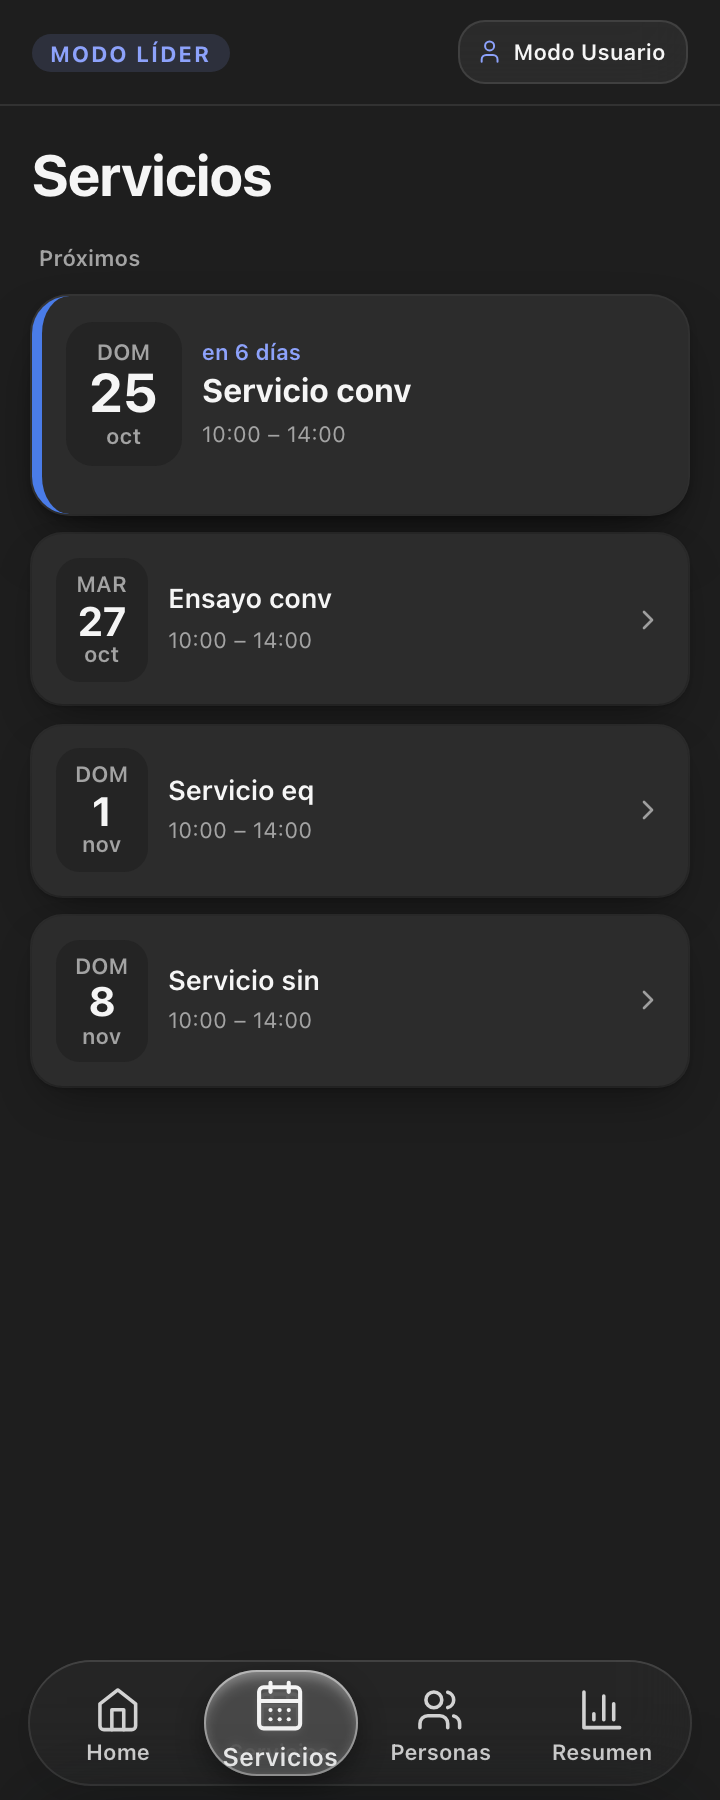 MODO LÍDER
Modo Usuario
Servicios
Próximos
DOM
25
oct
en 6 días
Servicio conv
10:00 – 14:00
MAR
27
oct
Ensayo conv
10:00 – 14:00
DOM
1
nov
Servicio eq
10:00 – 14:00
DOM
8
nov
Servicio sin
10:00 – 14:00
Home
Servicios
Personas
Resumen